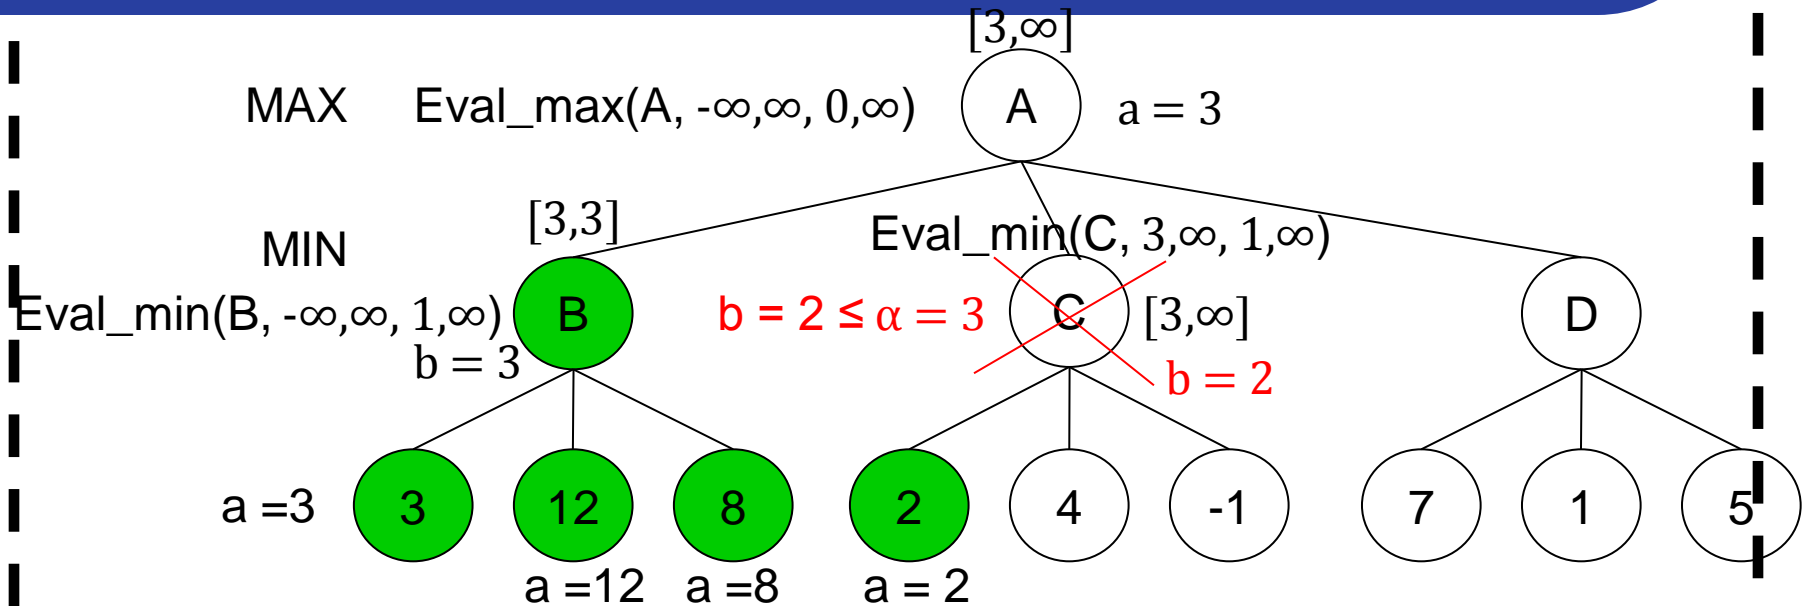 [3,∞]
MAX Eval_max(A, -∞,∞, 0,∞) A a = 3
[3,3]
Eval_min(C, 3,∞, 1,∞)
MIN
Eval_min(B, -∞,∞, 1,∞) B b = 2 ≤ α = 3 C [3,∞] D
b = 3 b = 2
a =3 3 12 8 2 4 -1 7 1 5
a =12 a =8 a = 2